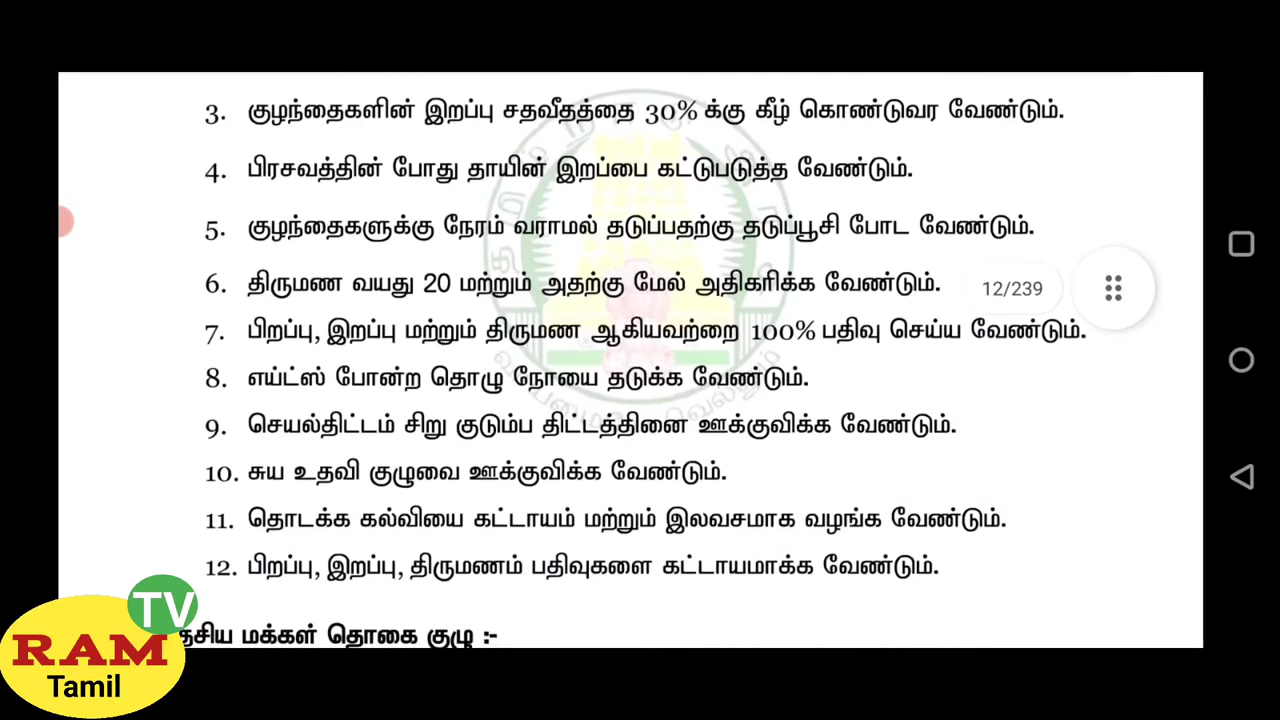 3. குழந்தைகளின் இறப்பு சதவீதத்தை 30% க்கு கீழ் கொண்டுவர வேண்டும்.
4. பிரசவத்தின் போது தாயின் இறப்பை கட்டுபடுத்த வேண்டும்.
5. குழந்தைகளுக்கு நேரம் வராமல் தடுப்பதற்கு தடுப்பூசி போட வேண்டும்.
6. திருமண வயது 20 மற்றும் அதற்கு மேல் அதிகரிக்க வேண்டும்.
12/239
7. பிறப்பு, இறப்பு மற்றும் திருமண ஆகியவற்றை 100% பதிவு செய்ய வேண்டும்.
8. எய்ட்ஸ் போன்ற தொழு நோயை தடுக்க வேண்டும்.
9. செயல்திட்டம் சிறு குடும்ப திட்டத்தினை ஊக்குவிக்க வேண்டும்.
10. சுய உதவி குழுவை ஊக்குவிக்க வேண்டும்.
11. தொடக்க கல்வியை கட்டாயம் மற்றும் இலவசமாக வழங்க வேண்டும்.
12. பிறப்பு, இறப்பு, திருமணம் பதிவுகளை கட்டாயமாக்க வேண்டும்.
மக்கள் தொகை குழு :-
TV
RAM
Tamil